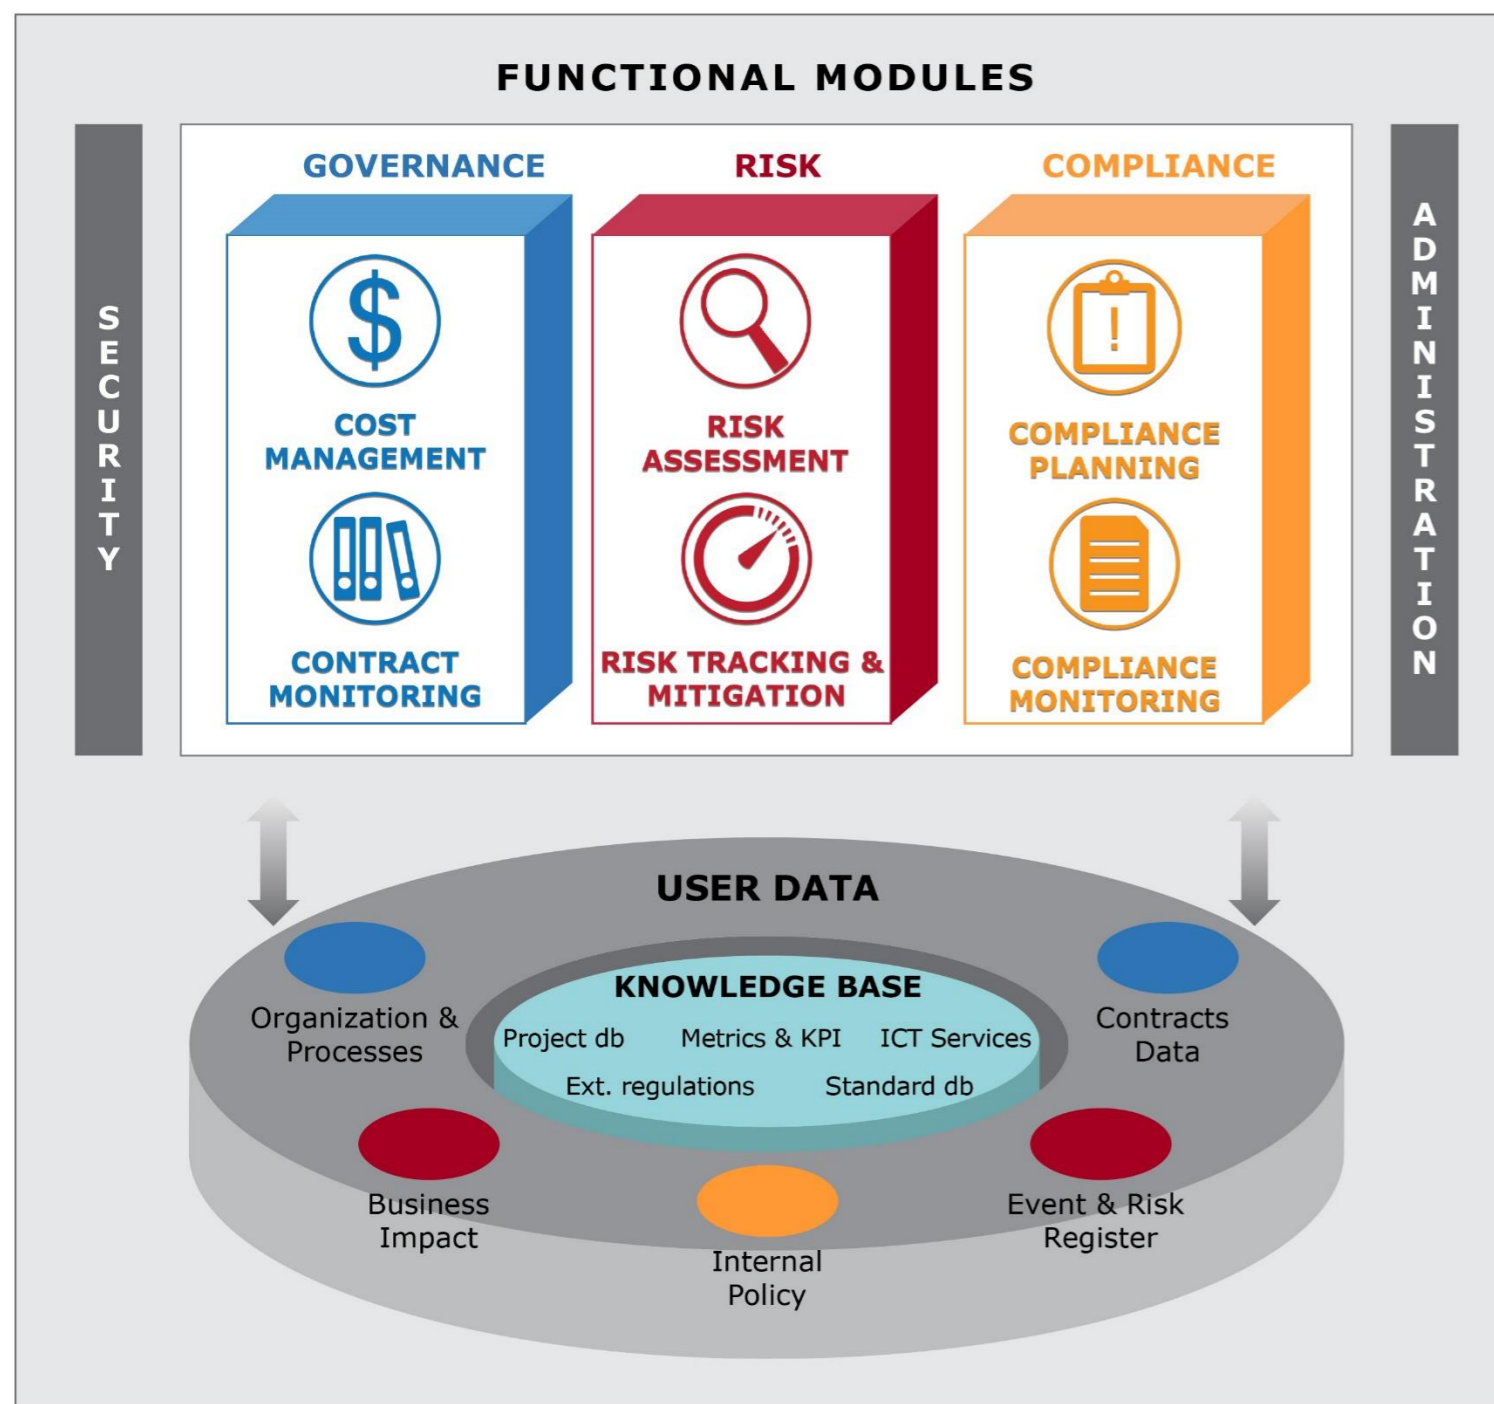 FUNCTIONAL MODULES
SECURITY
GOVERNANCE
$
COST
MANAGEMENT
CONTRACT
MONITORING
RISK
RISK
ASSESSMENT
RISK TRACKING &
MITIGATION
COMPLIANCE
!
COMPLIANCE
PLANNING
COMPLIANCE
MONITORING
ADMINISTRATION
USER DATA
KNOWLEDGE BASE
Project db
Metrics & KPI
ICT Services
Ext. regulations
Standard db
Organization &
Processes
Contracts
Data
Business
Impact
Internal
Policy
Event & Risk
Register